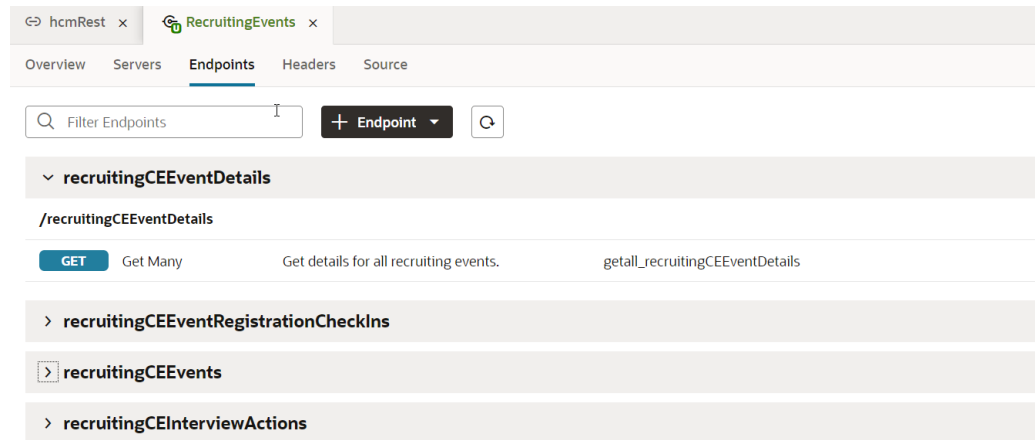 hcmRest
RecruitingEvents
Overview Servers Endpoints Headers Source
Filter Endpoints
Endpoint
recruitingCEEventDetails
/recruitingCEEventDetails
GET Get Many Get details for all recruiting events. getall_recruitingCEEventDetails
recruitingCEEventRegistrationCheckIns
recruitingCEEvents
recruitingCEInterviewActions